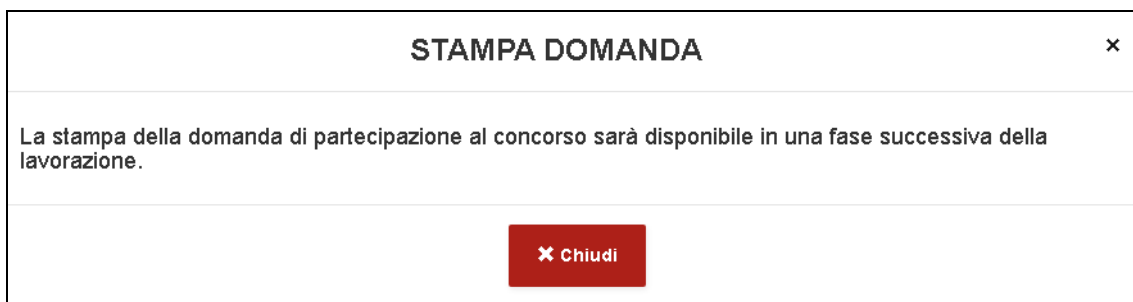 STAMPA DOMANDA ×
La stampa della domanda di partecipazione al concorso sarà disponibile in una fase successiva della
lavorazione.
✖ Chiudi